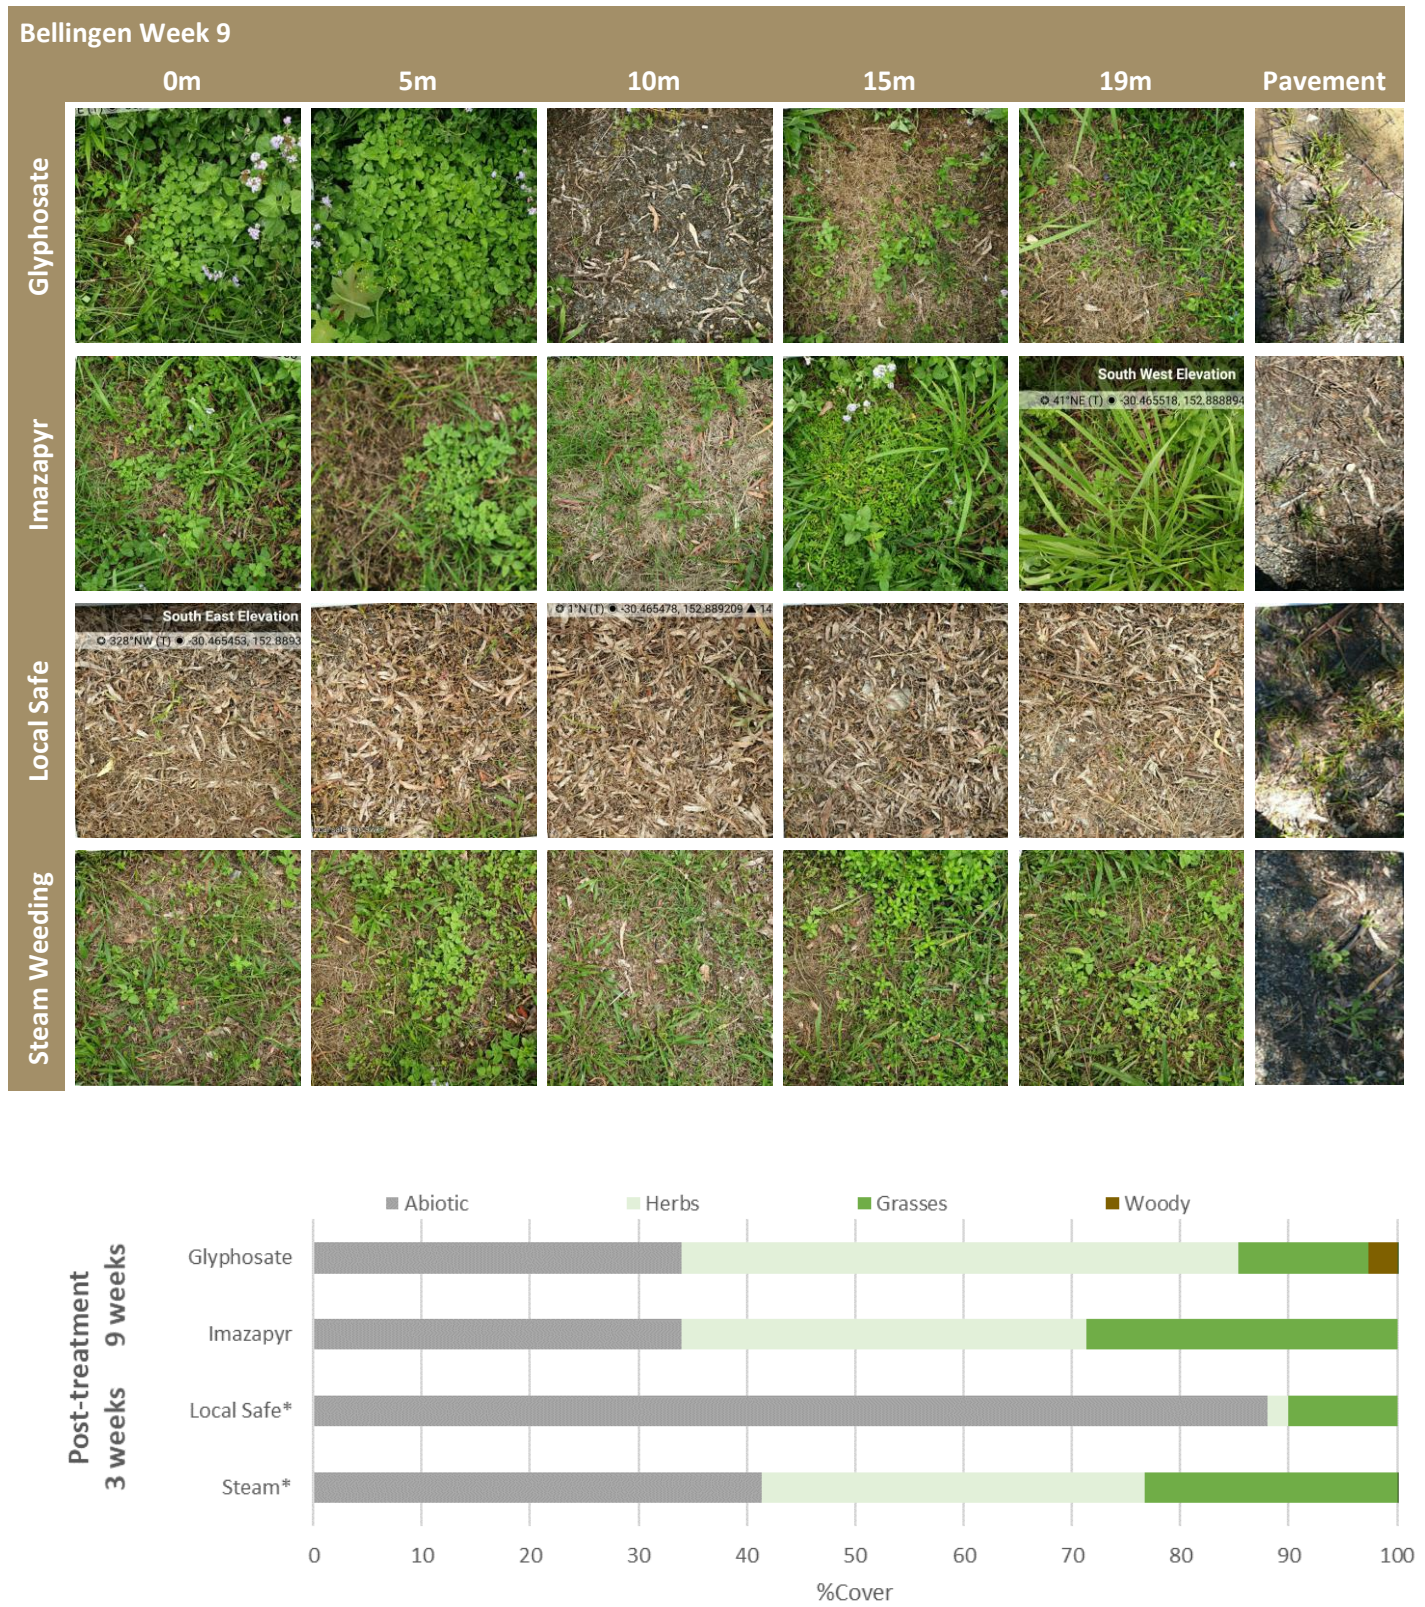 Bellingen Week 9
0m 5m 10m 15m 19m Pavement
Glyphosate
Imazapyr
South West Elevation
41°NE (T) -30.465518, 152.888894
Local Safe
South East Elevation
328°NW (T) -30.465453, 152.8893
1°N (T) -30.465478, 152.889209 ▲ 14
Steam Weeding
Abiotic Herbs Grasses Woody
Post-treatment
9 weeks
3 weeks
Glyphosate
Imazapyr
Local Safe*
Steam*
0 10 20 30 40 50 60 70 80 90 100
%Cover